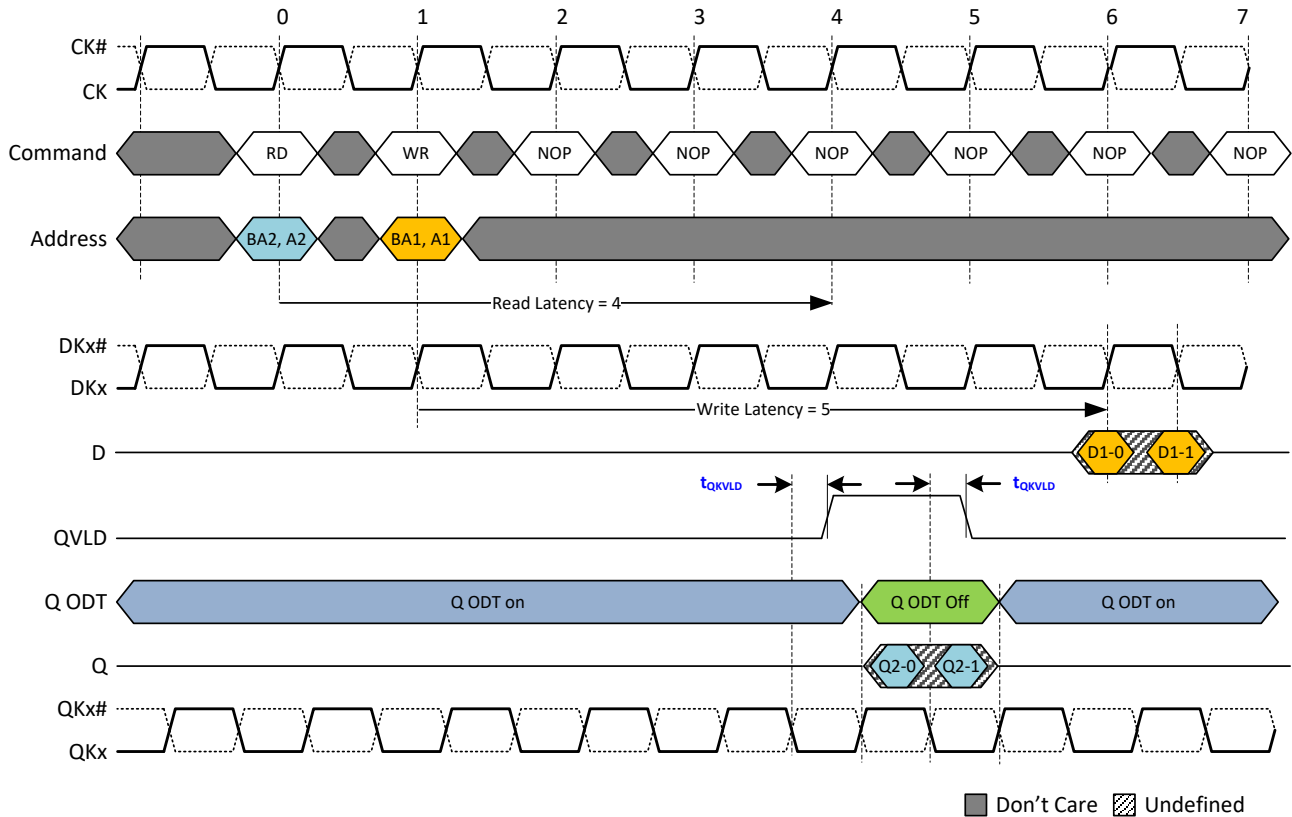 0 1 2 3 4 5 6 7
CK#
CK
Command RD WR NOP NOP NOP NOP NOP NOP
Address BA2, A2 BA1, A1
Read Latency = 4
DKx#
DKx
Write Latency = 5
D D1-0 D1-1
tQKVLD tQKVLD
QVLD
Q ODT Q ODT on Q ODT Off Q ODT on
Q Q2-0 Q2-1
QKx#
QKx
Don't Care Undefined